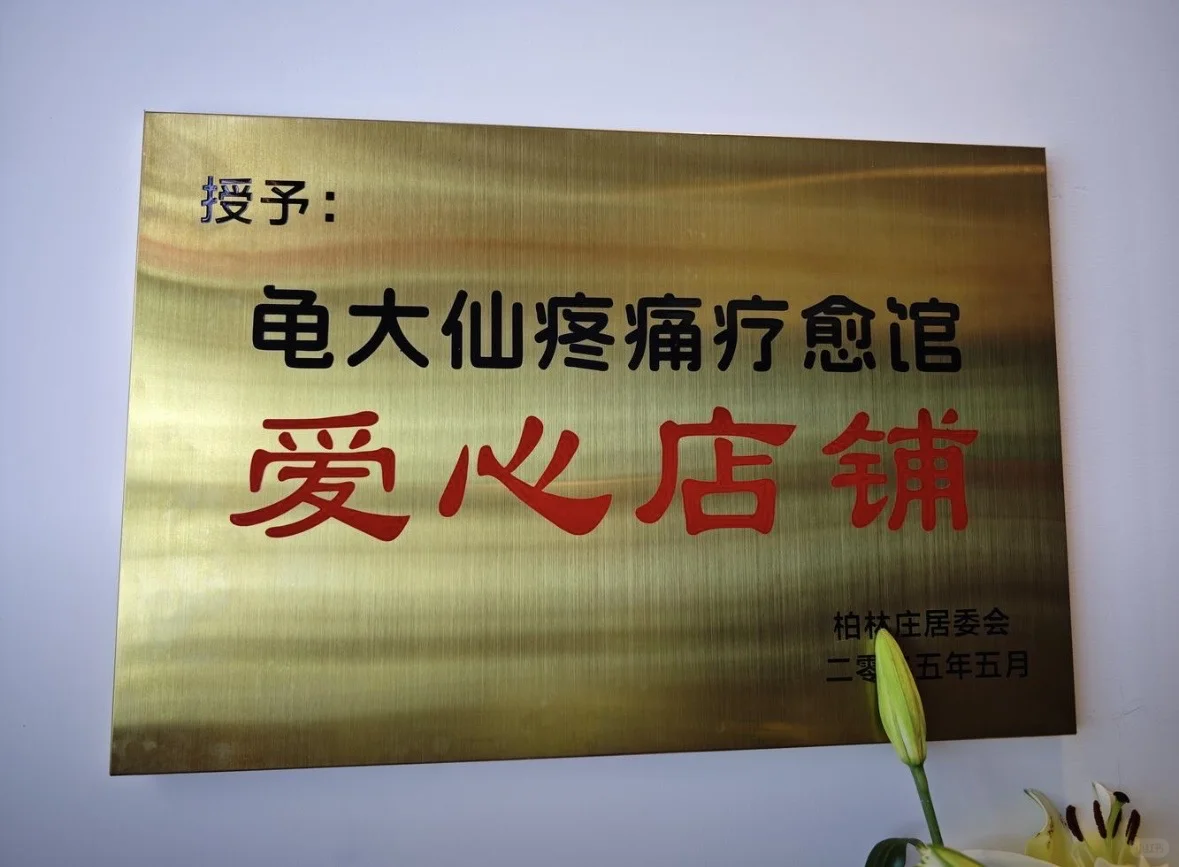 授予：
龟大仙疼痛疗愈馆
爱心店铺
柏林庄居委会
二零 五年五月